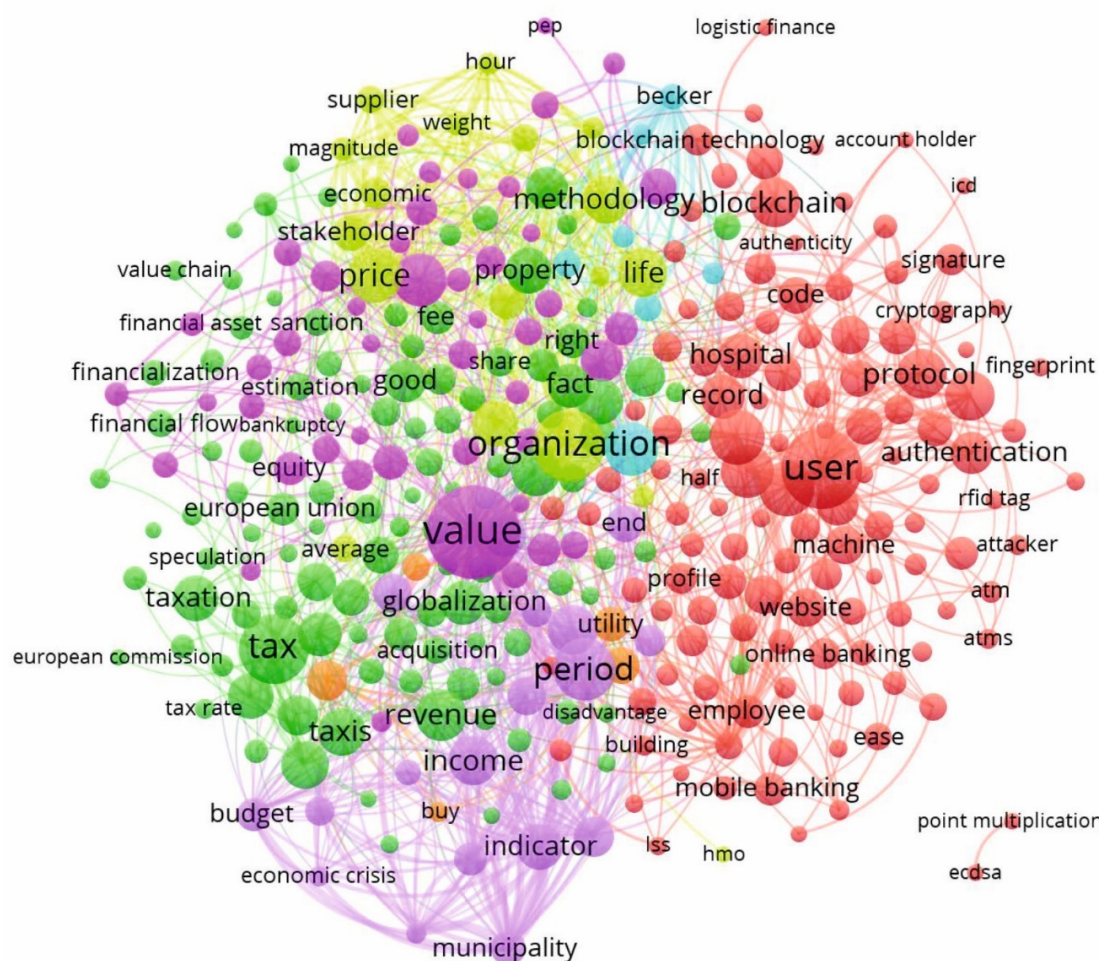 pep
logistic finance
hour
becker
supplier
weight
blockchain technology
account holder
magnitude
icd
economic
methodology
blockchain
stakeholder
authenticity
signature
value chain
price
property
life
code
cryptography
financial asset
sanction
fee
right
hospital
fingerprint
financialization
estimation
good
share
fact
record
protocol
financial flow
bankruptcy
organization
user
authentication
equity
half
rfid tag
european union
value
end
machine
attacker
speculation
average
profile
atm
taxation
globalization
utility
website
atms
european commission
tax
acquisition
period
online banking
tax rate
taxis
revenue
disadvantage
employee
ease
income
building
mobile banking
budget
buy
point multiplication
indicator
lss
hmo
ecdsa
economic crisis
municipality